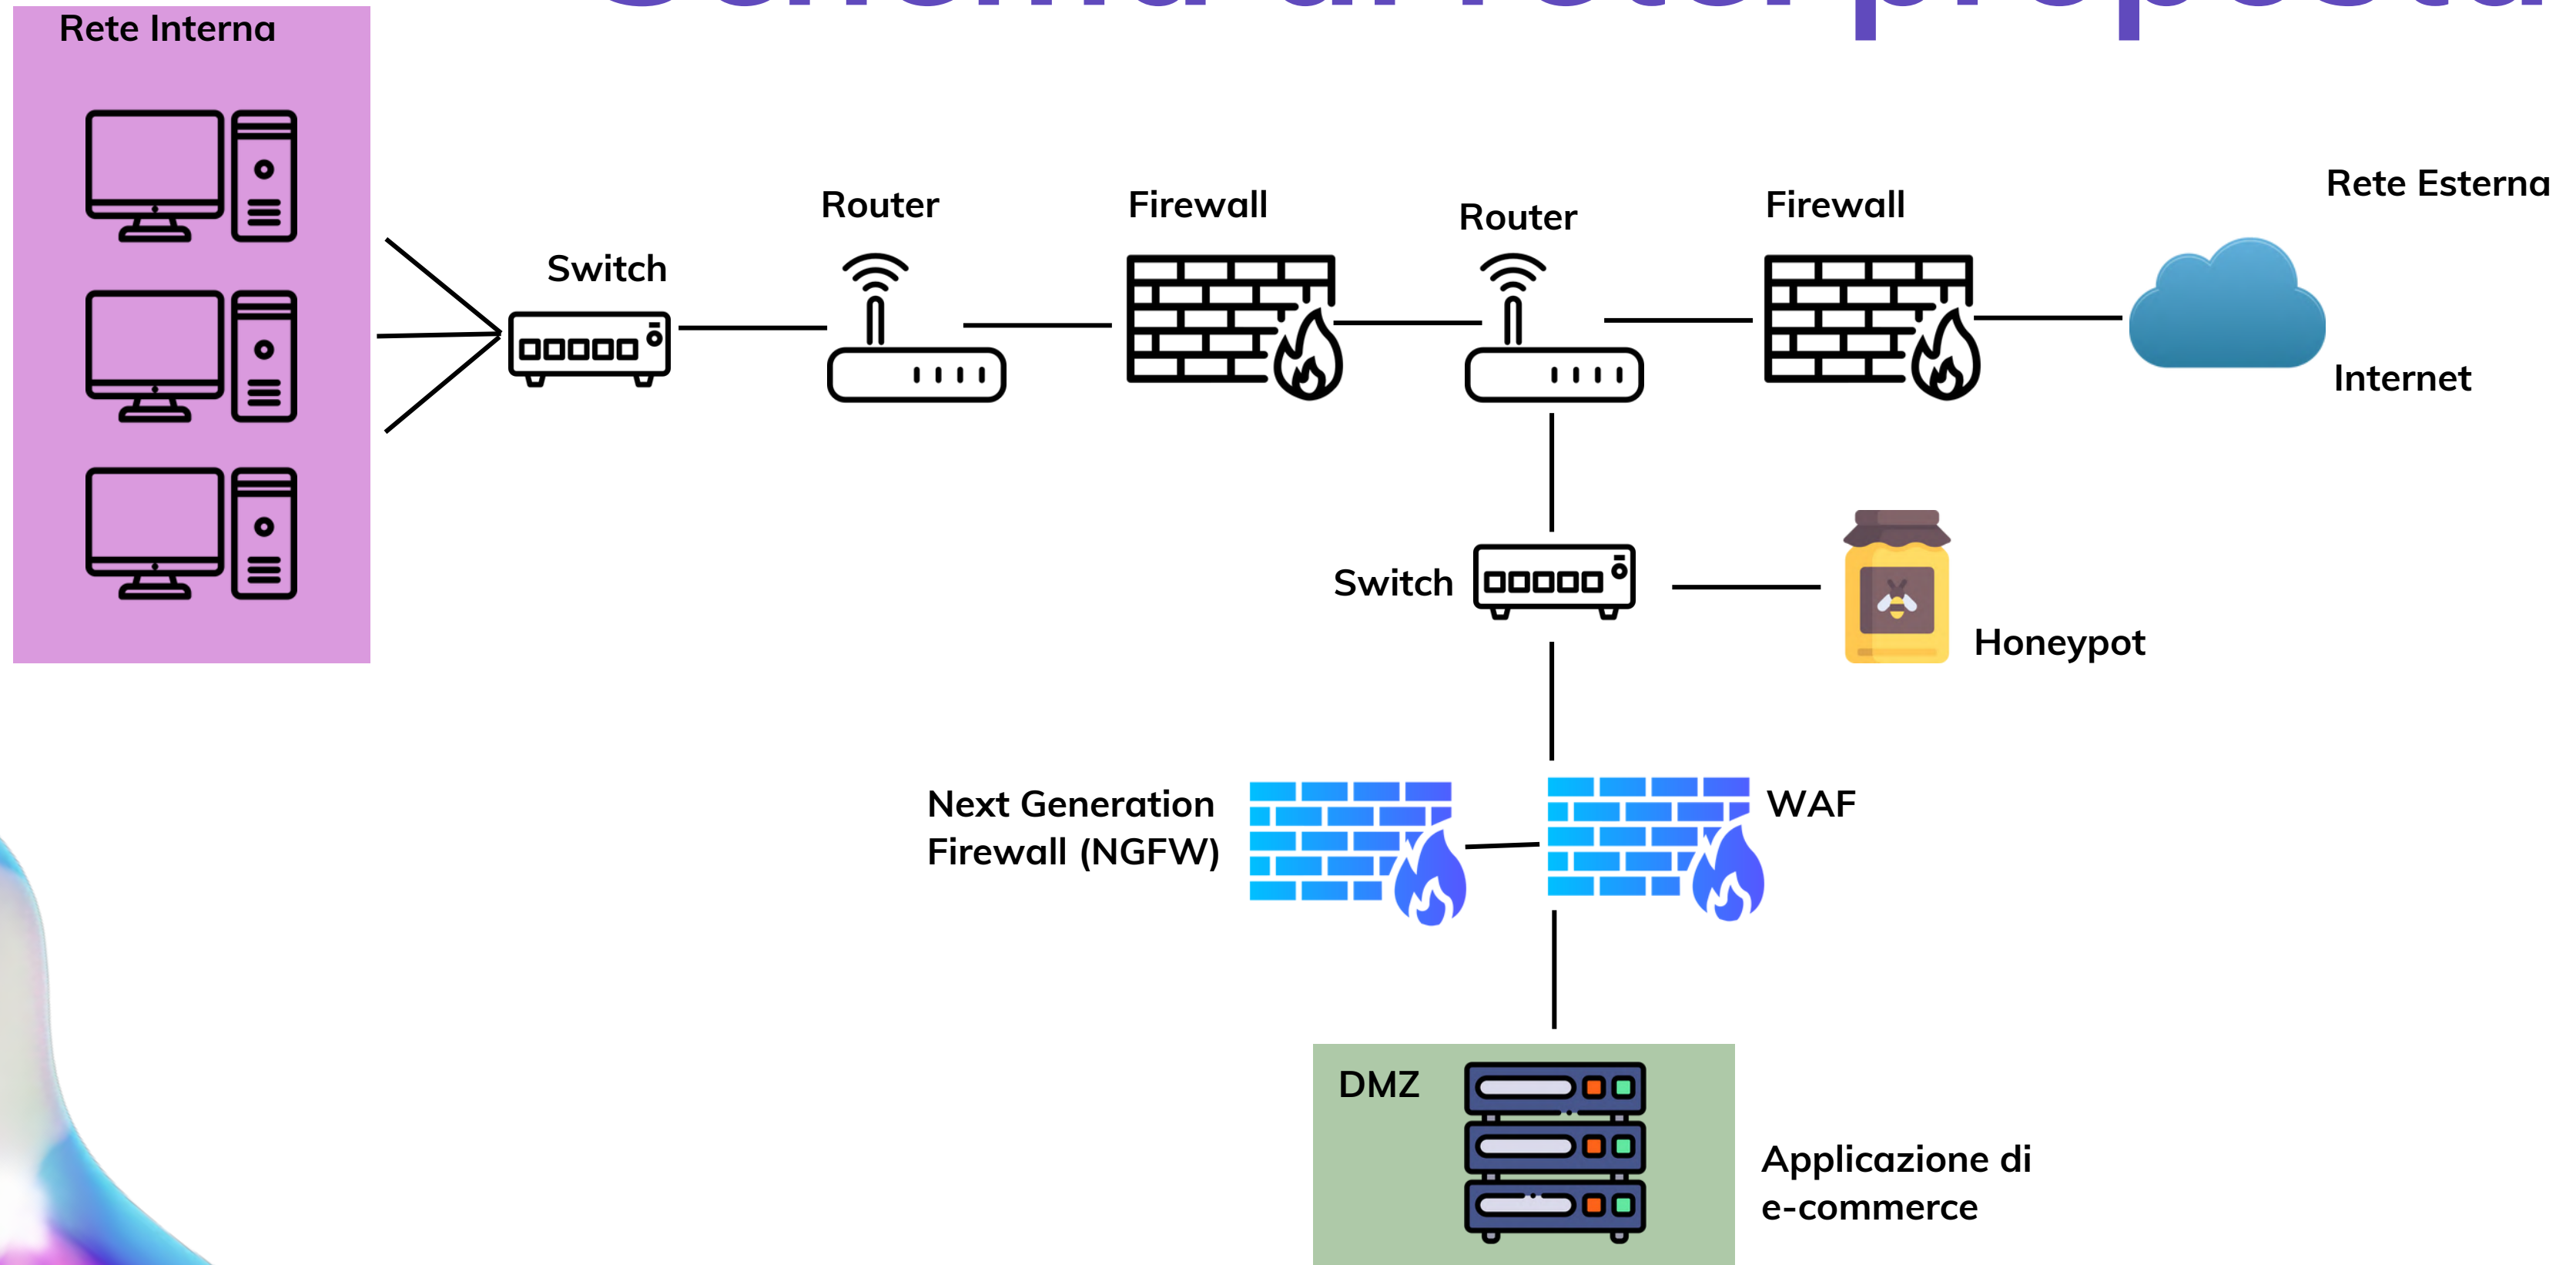 Rete Interna
Rete Esterna
Router
Firewall
Router
Firewall
Switch
Internet
Switch
Honeypot
Next Generation
Firewall (NGFW)
WAF
DMZ
Applicazione di
e-commerce